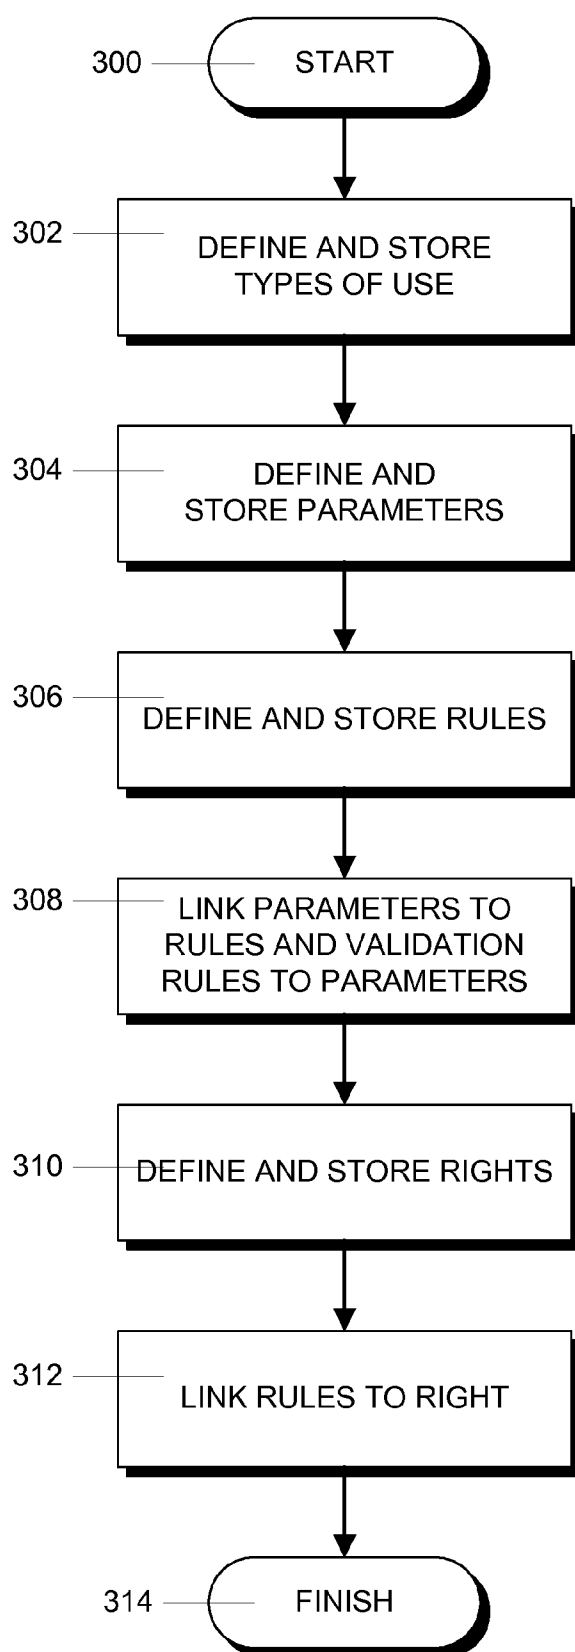 300
START
302
DEFINE AND STORE
TYPES OF USE
304
DEFINE AND
STORE PARAMETERS
306
DEFINE AND STORE RULES
308
LINK PARAMETERS TO
RULES AND VALIDATION
RULES TO PARAMETERS
310
DEFINE AND STORE RIGHTS
312
LINK RULES TO RIGHT
314
FINISH